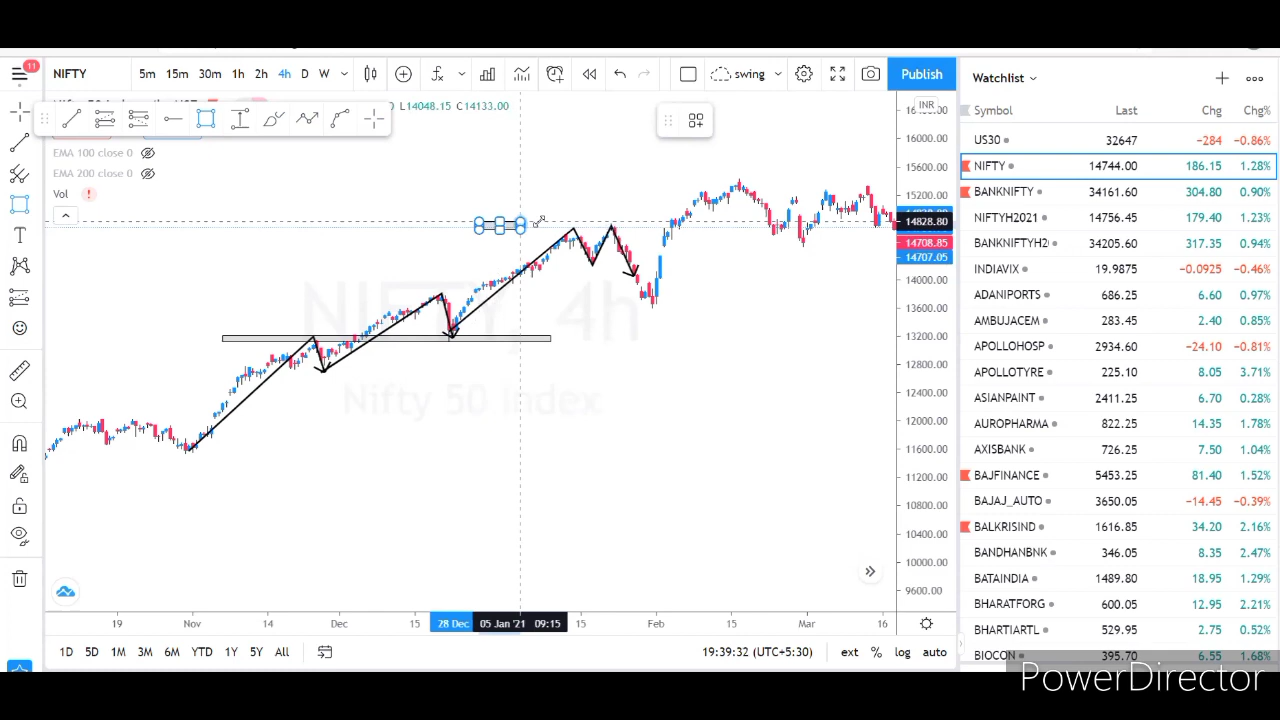 11
NIFTY 5m 15m 30m 1h 2h 4h D W swing Publish
L14048.15 C14133.00
EMA 100 close 0
EMA 200 close 0
Vol !
INR
16000.00
15600.00
15200.00
14828.80
14708.85
14707.05
14000.00
13600.00
13200.00
12800.00
12400.00
12000.00
11600.00
11200.00
10800.00
10400.00
10000.00
9600.00
NIFTY, 4h
Nifty 50 Index
19 Nov 14 Dec 15 28 Dec 05 Jan '21 09:15 15 Feb 15 Mar 16
1D 5D 1M 3M 6M YTD 1Y 5Y All 19:39:32 (UTC+5:30) ext % log auto
Watchlist
Symbol Last Chg Chg%
US30 32647 −284 −0.86%
NIFTY 14744.00 186.15 1.28%
BANKNIFTY 34161.60 304.80 0.90%
NIFTYH2021 14756.45 179.40 1.23%
BANKNIFTYH2 34205.60 317.35 0.94%
INDIAVIX 19.9875 −0.0925 −0.46%
ADANIPORTS 686.25 6.60 0.97%
AMBUJACEM 283.45 2.40 0.85%
APOLLOHOSP 2934.60 −24.10 −0.81%
APOLLOTYRE 225.10 8.05 3.71%
ASIANPAINT 2411.25 6.70 0.28%
AUROPHARMA 822.25 14.35 1.78%
AXISBANK 726.25 7.50 1.04%
BAJFINANCE 5453.25 81.40 1.52%
BAJAJ_AUTO 3650.05 −14.45 −0.39%
BALKRISIND 1616.85 34.20 2.16%
BANDHANBNK 346.05 8.35 2.47%
BATAINDIA 1489.80 18.95 1.29%
BHARATFORG 600.05 12.95 2.21%
BHARTIARTL 529.95 2.75 0.52%
BIOCON 395.70 6.55 1.68%
PowerDirector